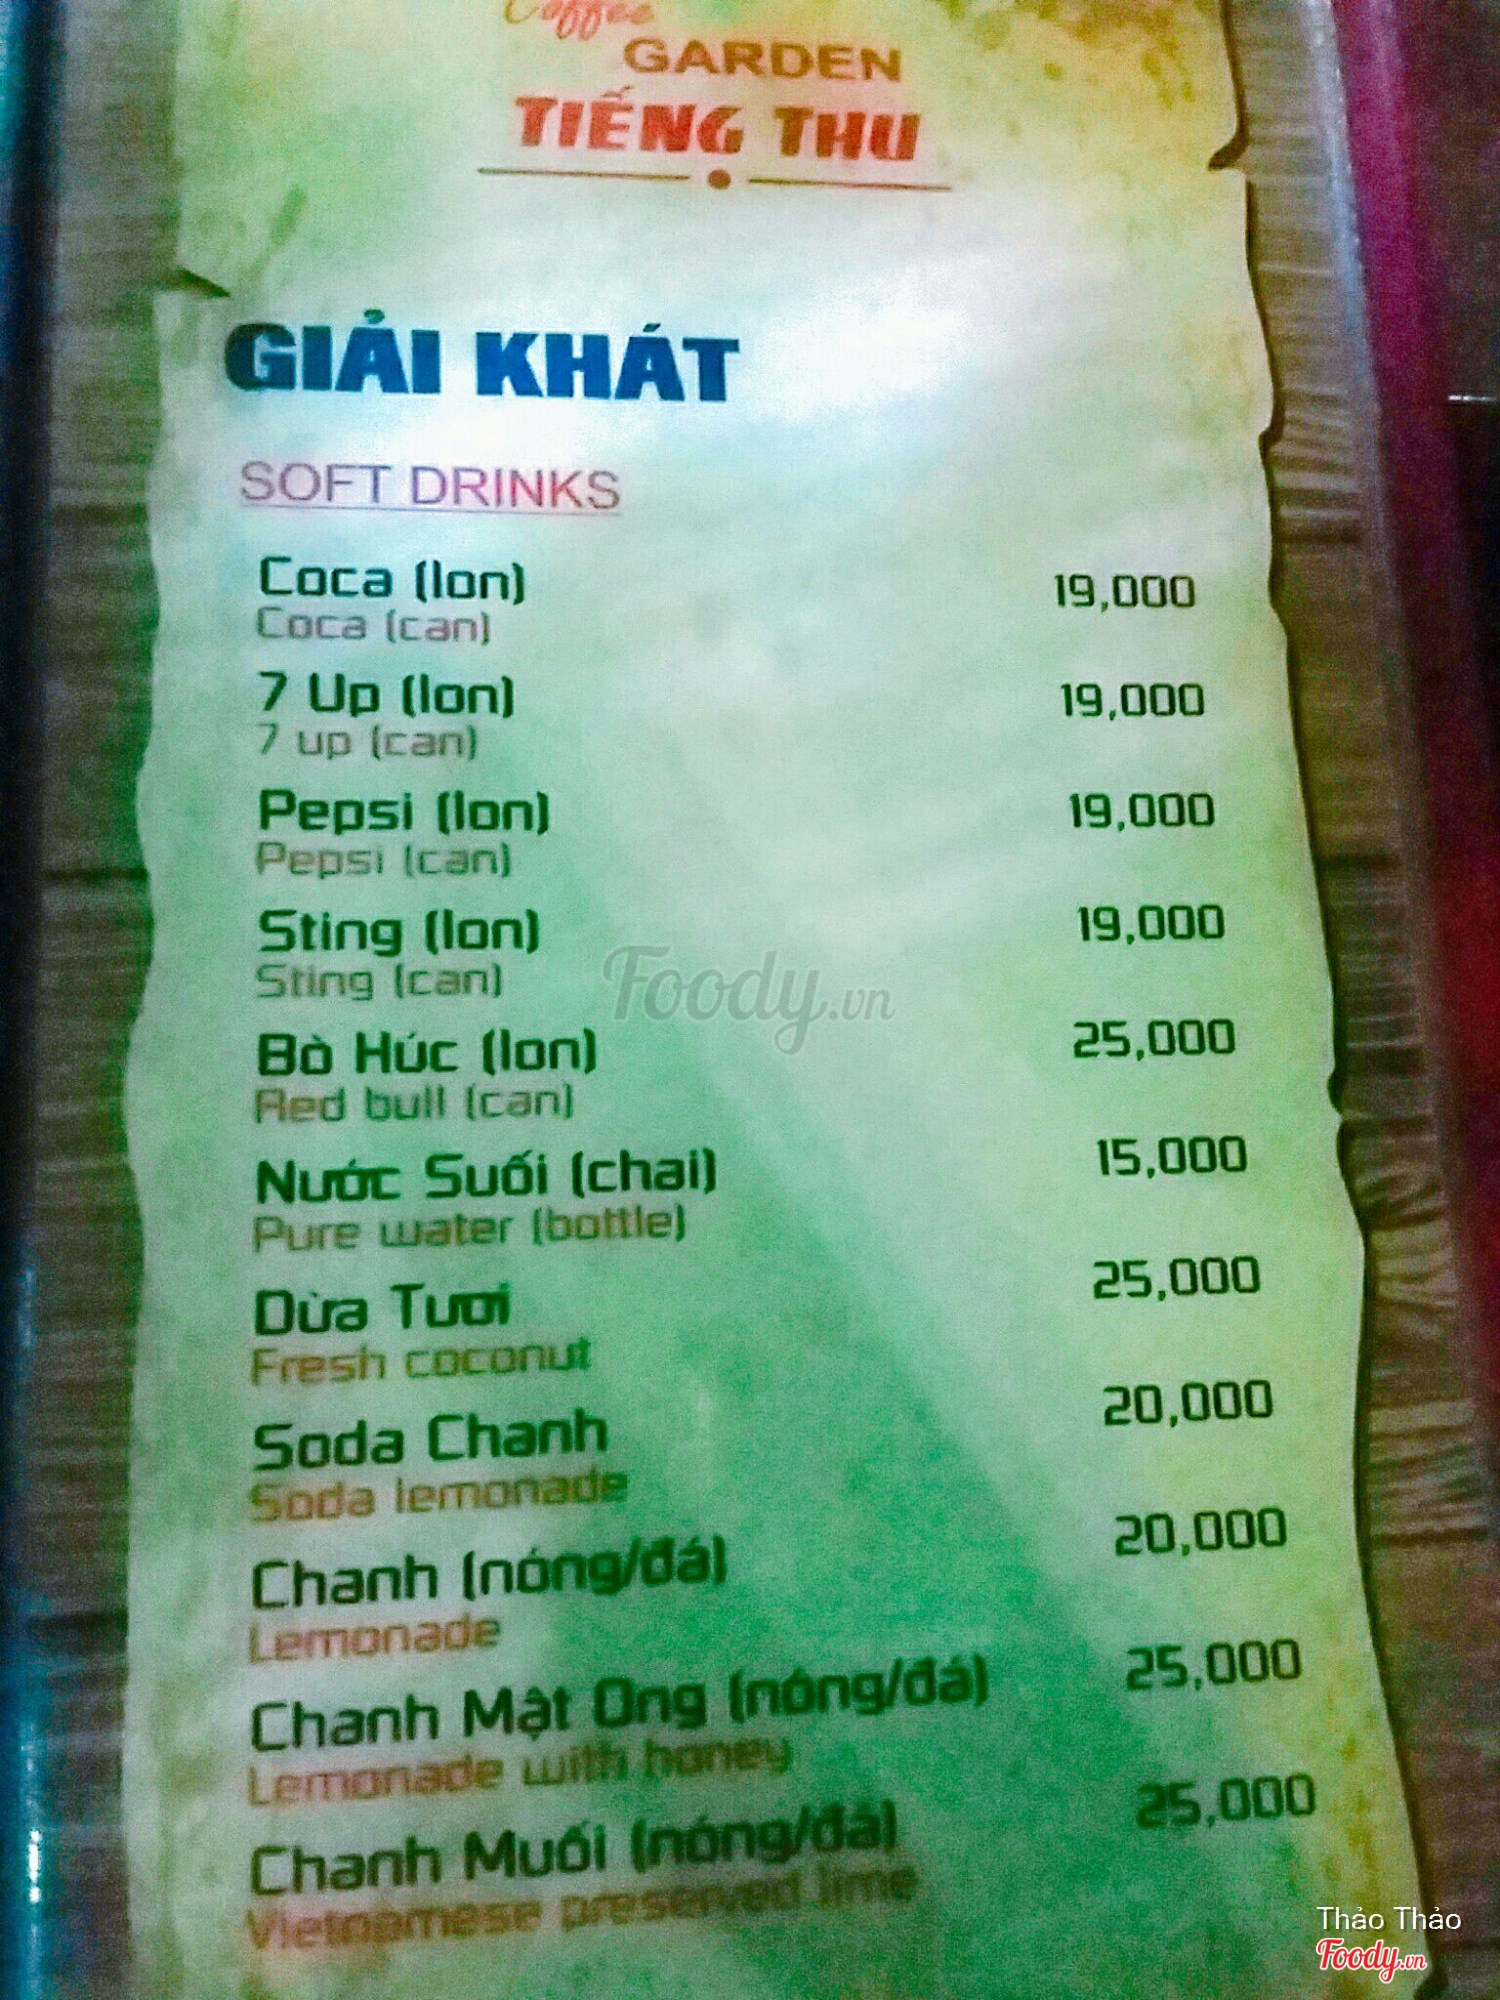 Coffee
GARDEN
TIẾNG THU
GIẢI KHÁT
SOFT DRINKS
Coca (lon) 19,000
Coca (can)
7 Up (lon) 19,000
7 up (can)
Pepsi (lon) 19,000
Pepsi (can)
Sting (lon) 19,000
Sting (can)
Foody.vn
Bò Húc (lon) 25,000
Red bull (can)
Nước Suối (chai) 15,000
Pure water (bottle)
Dừa Tươi 25,000
Fresh coconut
Soda Chanh 20,000
Soda lemonade
Chanh (nóng/đá) 20,000
Lemonade
Chanh Mật Ong (nóng/đá) 25,000
Lemonade with honey
Chanh Muối (nóng/đá) 25,000
Vietnamese preserved lime
Thảo Thảo
Foody.vn